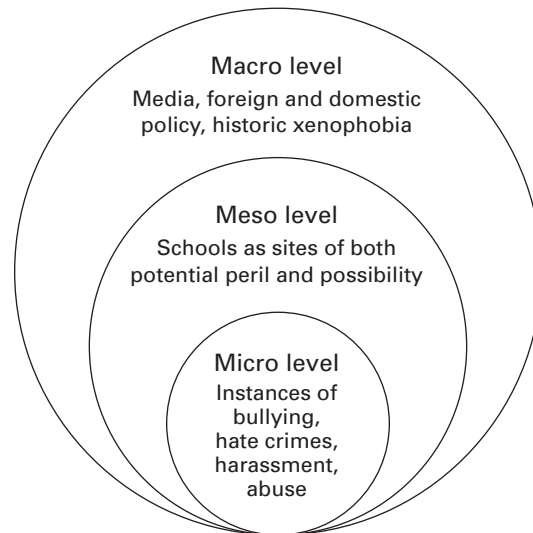 Macro level
Media, foreign and domestic
policy, historic xenophobia
Meso level
Schools as sites of both
potential peril and possibility
Micro level
Instances of
bullying,
hate crimes,
harassment,
abuse